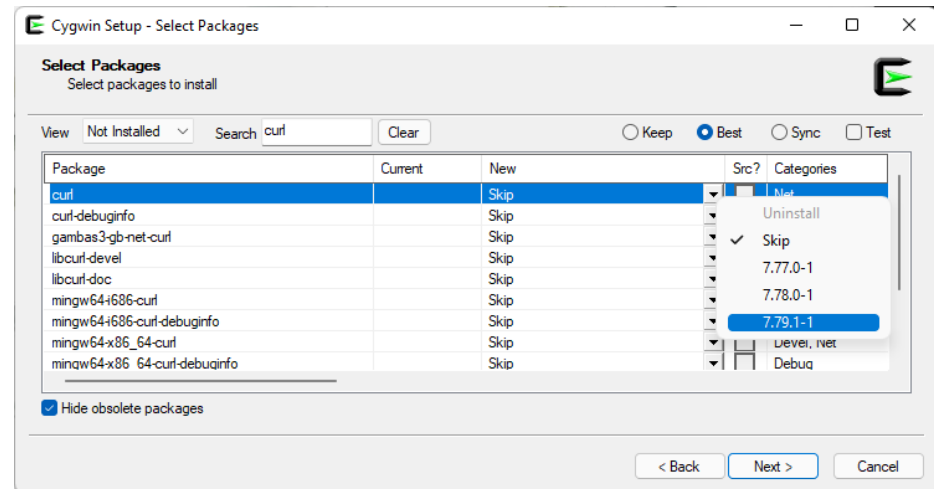 Cygwin Setup - Select Packages
Select Packages
Select packages to install
View Not Installed Search curl Clear Keep Best Sync Test
Package Current New Src? Categories
curl Skip Net
curl-debuginfo Skip
gambas3-gb-net-curl Skip
libcurl-devel Skip
libcurl-doc Skip
mingw64-i686-curl Skip
mingw64-i686-curl-debuginfo Skip
mingw64-x86_64-curl Skip Devel, Net
mingw64-x86_64-curl-debuginfo Skip Debug
Uninstall
Skip
7.77.0-1
7.78.0-1
7.79.1-1
Hide obsolete packages
< Back Next > Cancel